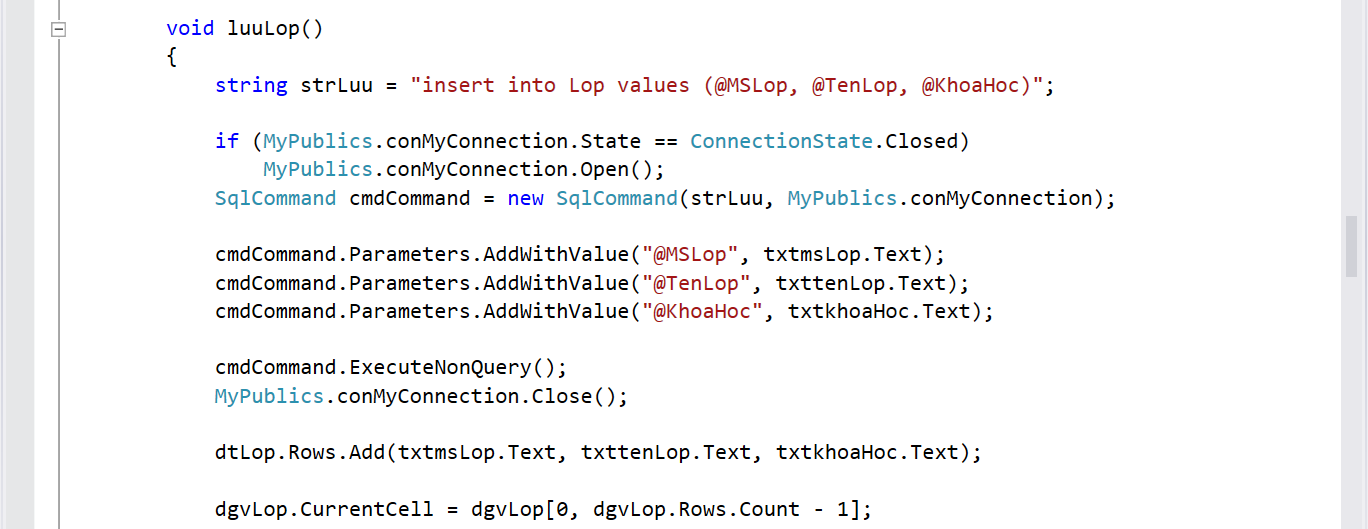 void luuLop()
{
string strLuu = "insert into Lop values (@MSLop, @TenLop, @KhoaHoc)";
if (MyPublics.conMyConnection.State == ConnectionState.Closed)
MyPublics.conMyConnection.Open();
SqlCommand cmdCommand = new SqlCommand(strLuu, MyPublics.conMyConnection);
cmdCommand.Parameters.AddWithValue("@MSLop", txtmsLop.Text);
cmdCommand.Parameters.AddWithValue("@TenLop", txttenLop.Text);
cmdCommand.Parameters.AddWithValue("@KhoaHoc", txtkhoaHoc.Text);
cmdCommand.ExecuteNonQuery();
MyPublics.conMyConnection.Close();
dtLop.Rows.Add(txtmsLop.Text, txttenLop.Text, txtkhoaHoc.Text);
dgvLop.CurrentCell = dgvLop[0, dgvLop.Rows.Count - 1];